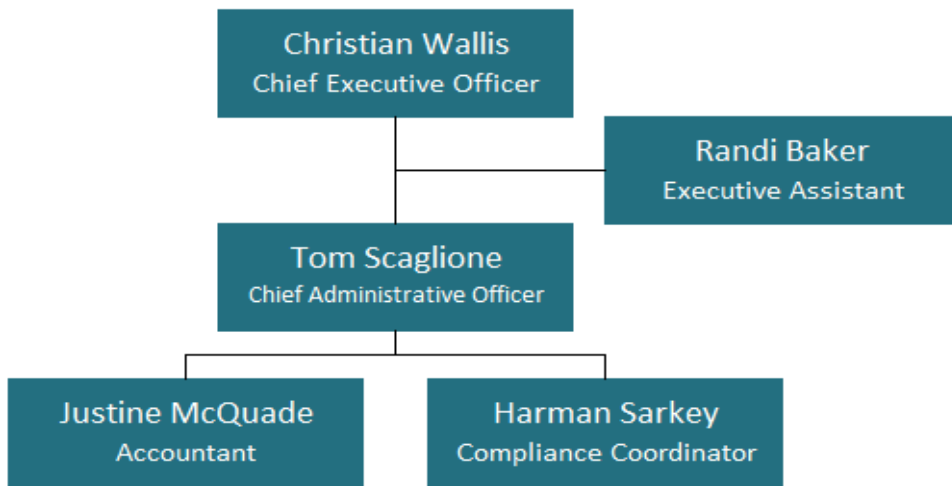 Christian Wallis
Chief Executive Officer
Randi Baker
Executive Assistant
Tom Scaglione
Chief Administrative Officer
Justine McQuade
Accountant
Harman Sarkey
Compliance Coordinator